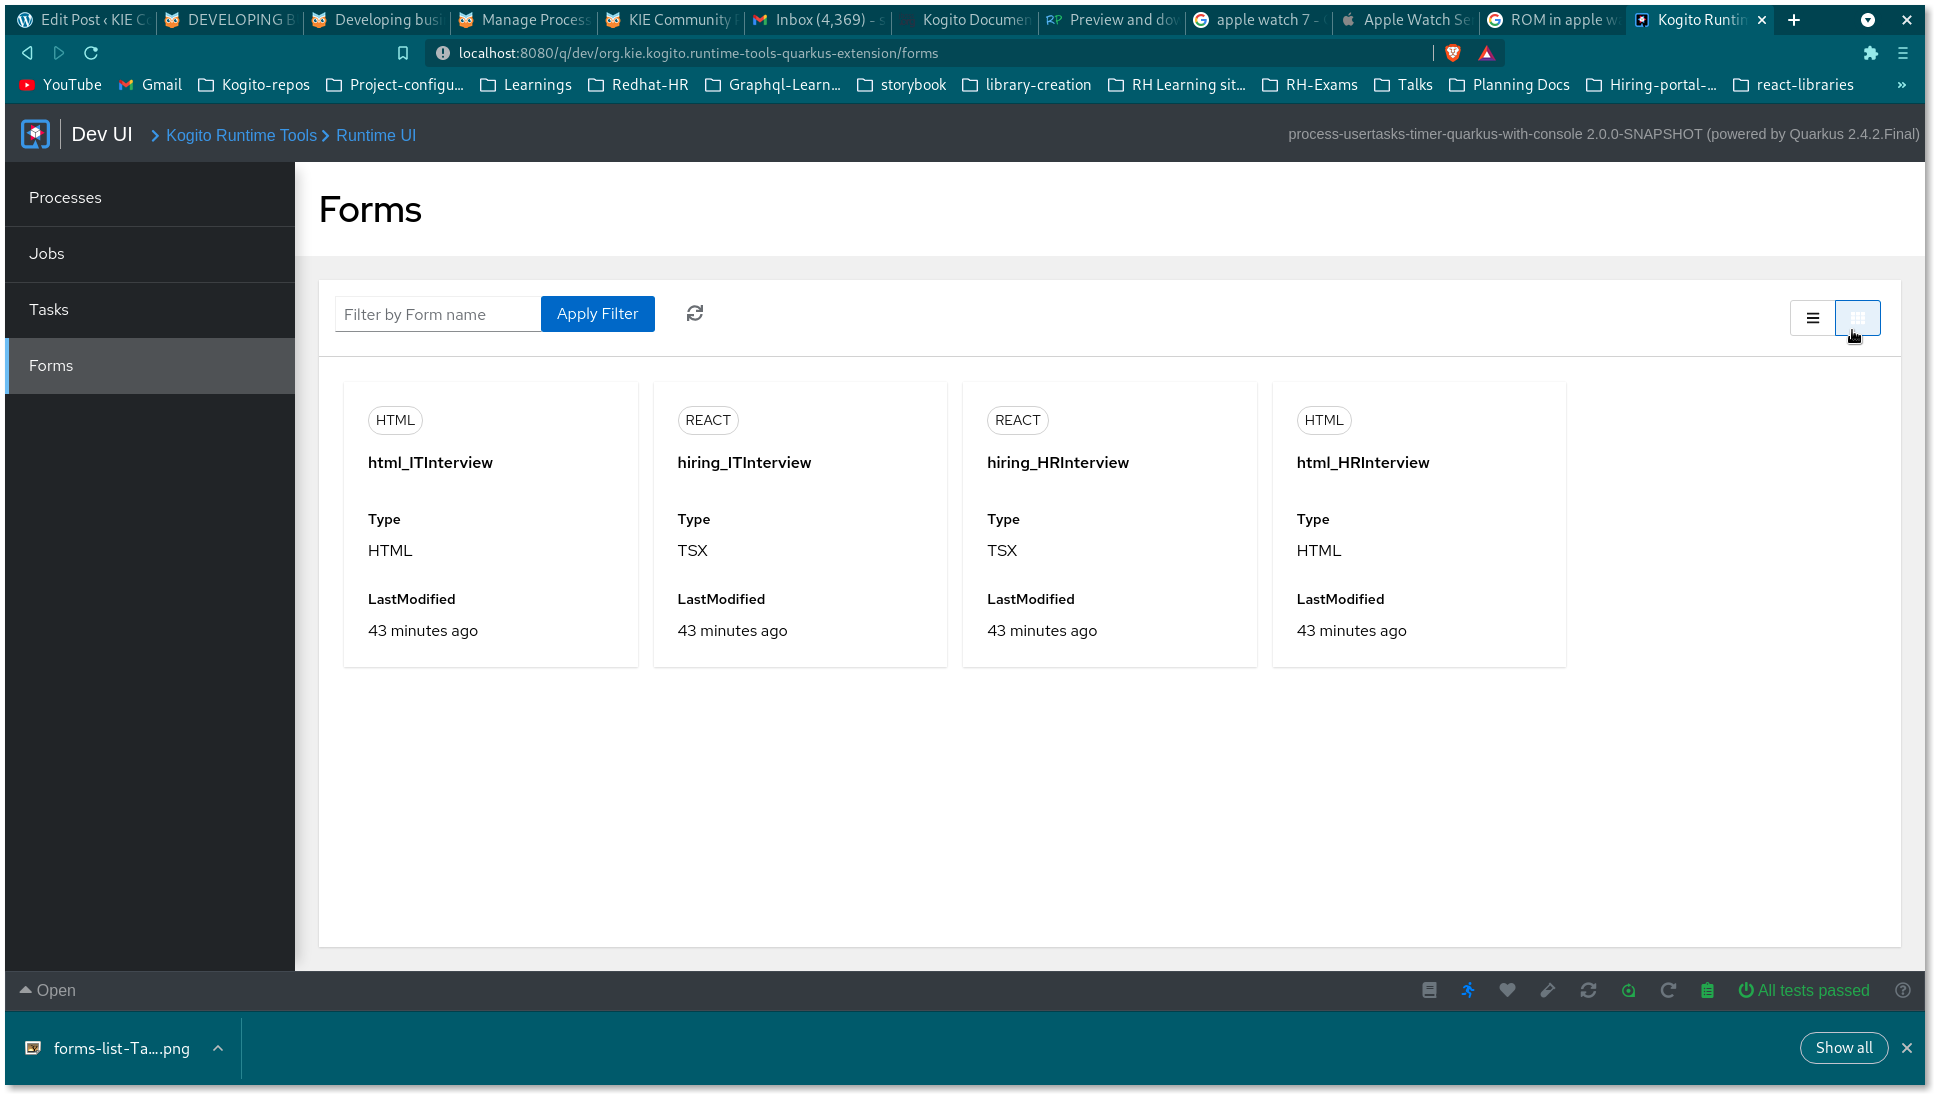 Edit Post ‹ KIE Co DEVELOPING B Developing busi Manage Process KIE Community Inbox (4,369) - s Kogito Documen Preview and dow apple watch 7 - Apple Watch Se ROM in apple w Kogito Runtin
localhost:8080/q/dev/org.kie.kogito.runtime-tools-quarkus-extension/forms
YouTube Gmail Kogito-repos Project-configu... Learnings Redhat-HR Graphql-Learn... storybook library-creation RH Learning sit... RH-Exams Talks Planning Docs Hiring-portal-... react-libraries »
Dev UI Kogito Runtime Tools Runtime UI process-usertasks-timer-quarkus-with-console 2.0.0-SNAPSHOT (powered by Quarkus 2.4.2.Final)
Processes
Jobs
Tasks
Forms
Forms
Filter by Form name Apply Filter
HTML
html_ITInterview
Type
HTML
LastModified
43 minutes ago
REACT
hiring_ITInterview
Type
TSX
LastModified
43 minutes ago
REACT
hiring_HRInterview
Type
TSX
LastModified
43 minutes ago
HTML
html_HRInterview
Type
HTML
LastModified
43 minutes ago
Open All tests passed
forms-list-Ta....png Show all